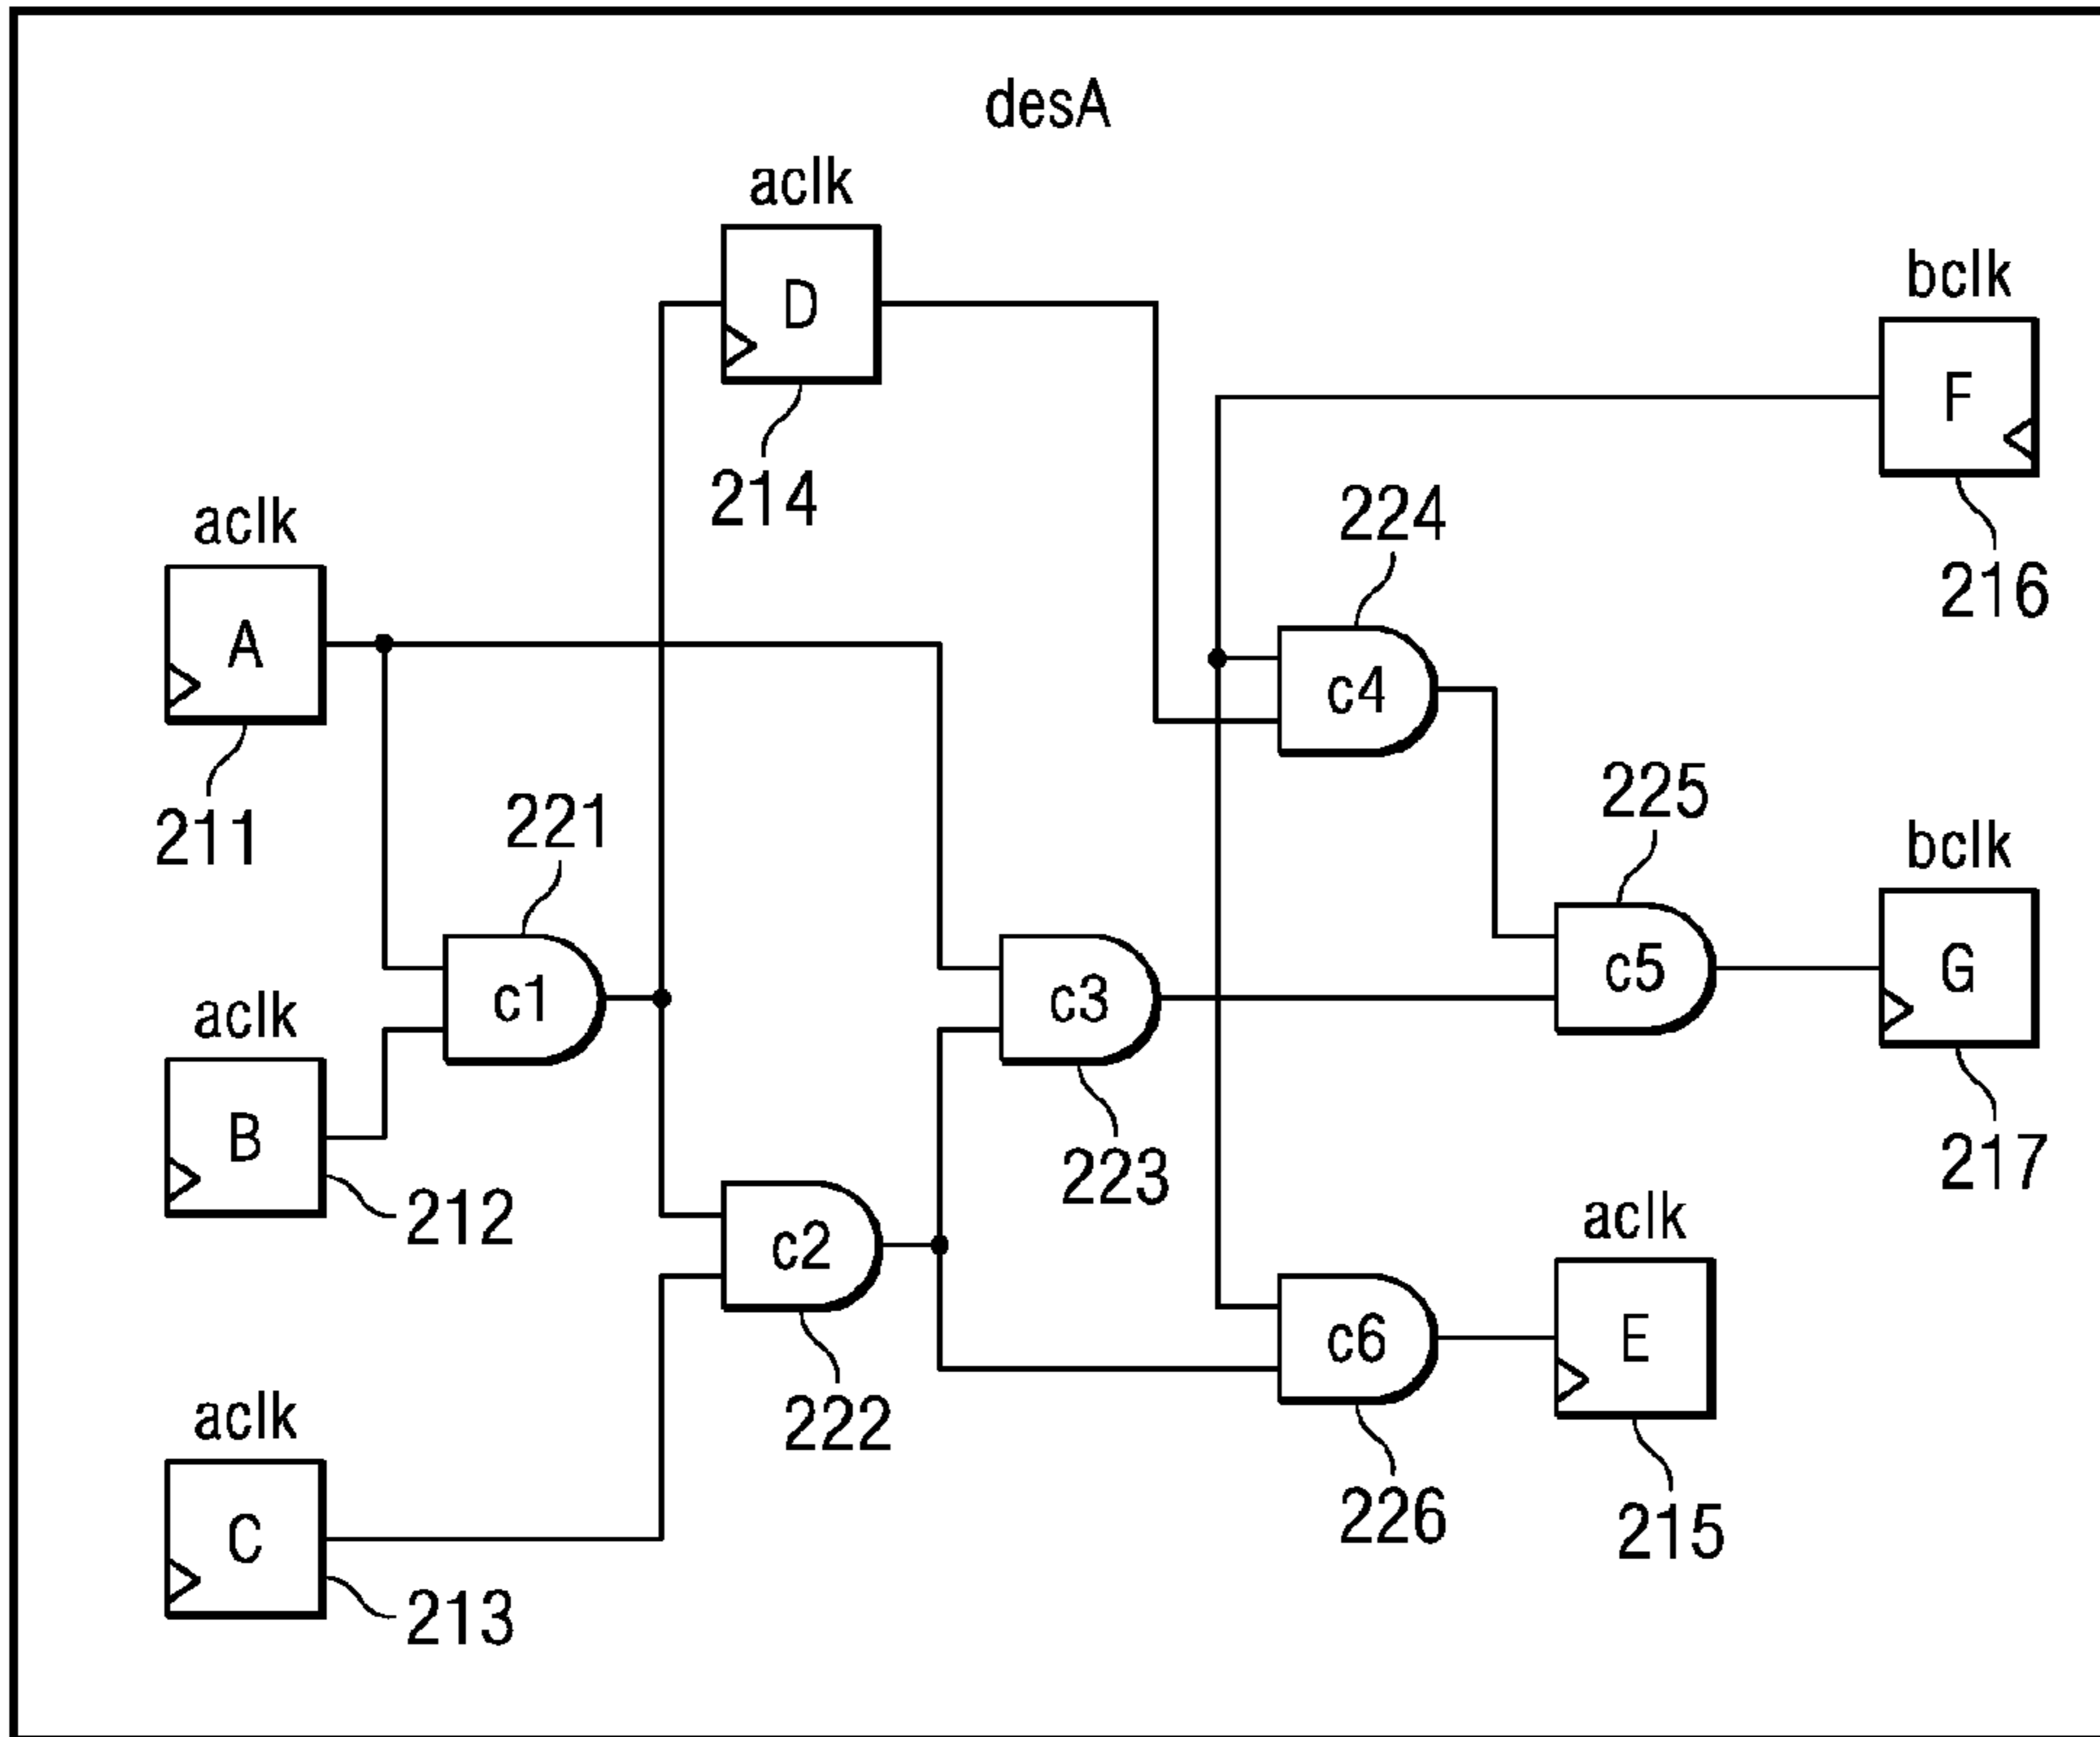 desA
aclk
D
214
bclk
F
216
aclk
A
211
224
c4
221
c1
225
c5
bclk
G
217
aclk
B
212
c3
223
c2
222
aclk
E
215
c6
226
aclk
C
213